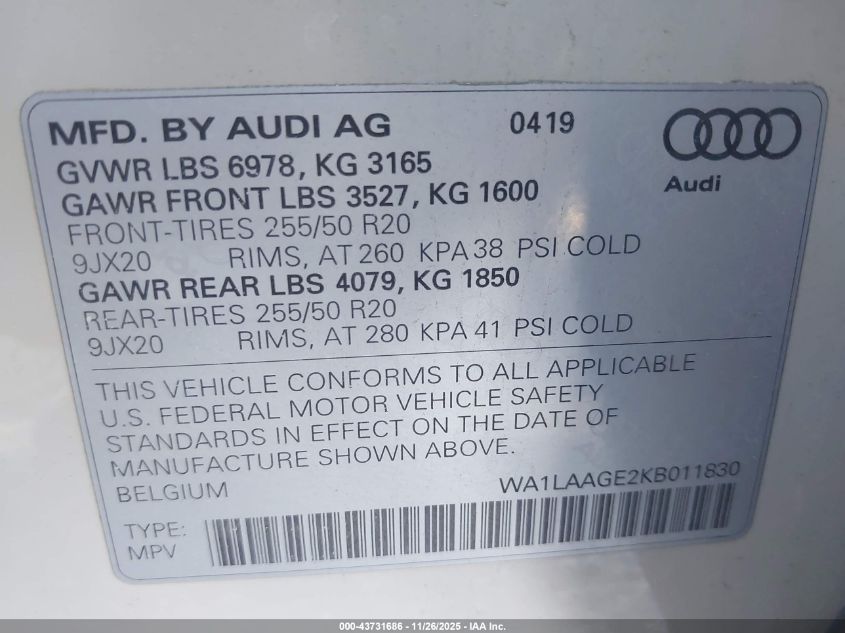 MFD. BY AUDI AG 0419
Audi
GVWR LBS 6978, KG 3165
GAWR FRONT LBS 3527, KG 1600
FRONT-TIRES 255/50 R20
9JX20 RIMS, AT 260 KPA 38 PSI COLD
GAWR REAR LBS 4079, KG 1850
REAR-TIRES 255/50 R20
9JX20 RIMS, AT 280 KPA 41 PSI COLD
THIS VEHICLE CONFORMS TO ALL APPLICABLE
U.S. FEDERAL MOTOR VEHICLE SAFETY
STANDARDS IN EFFECT ON THE DATE OF
MANUFACTURE SHOWN ABOVE.
BELGIUM WA1LAAGE2KB011830
TYPE:
MPV
000-43731686 - 11/26/2025 - IAA Inc.